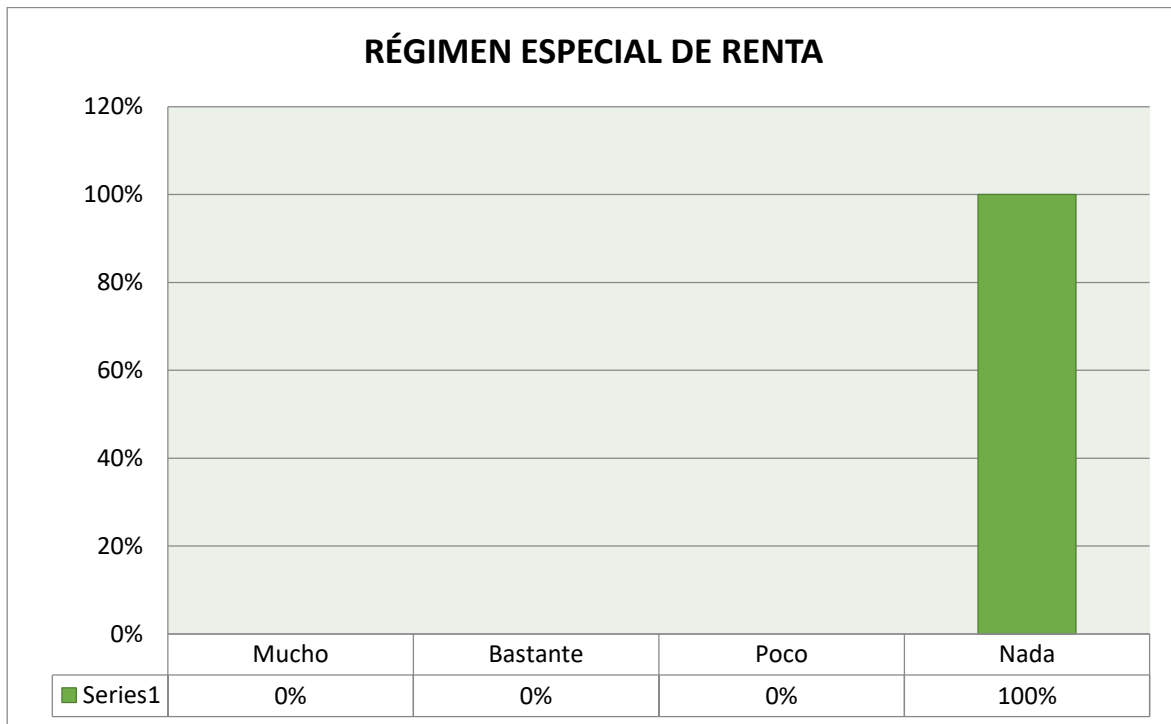 RÉGIMEN ESPECIAL DE RENTA
120%
100%
80%
60%
40%
20%
0%
Mucho Bastante Poco Nada
Series1 0% 0% 0% 100%